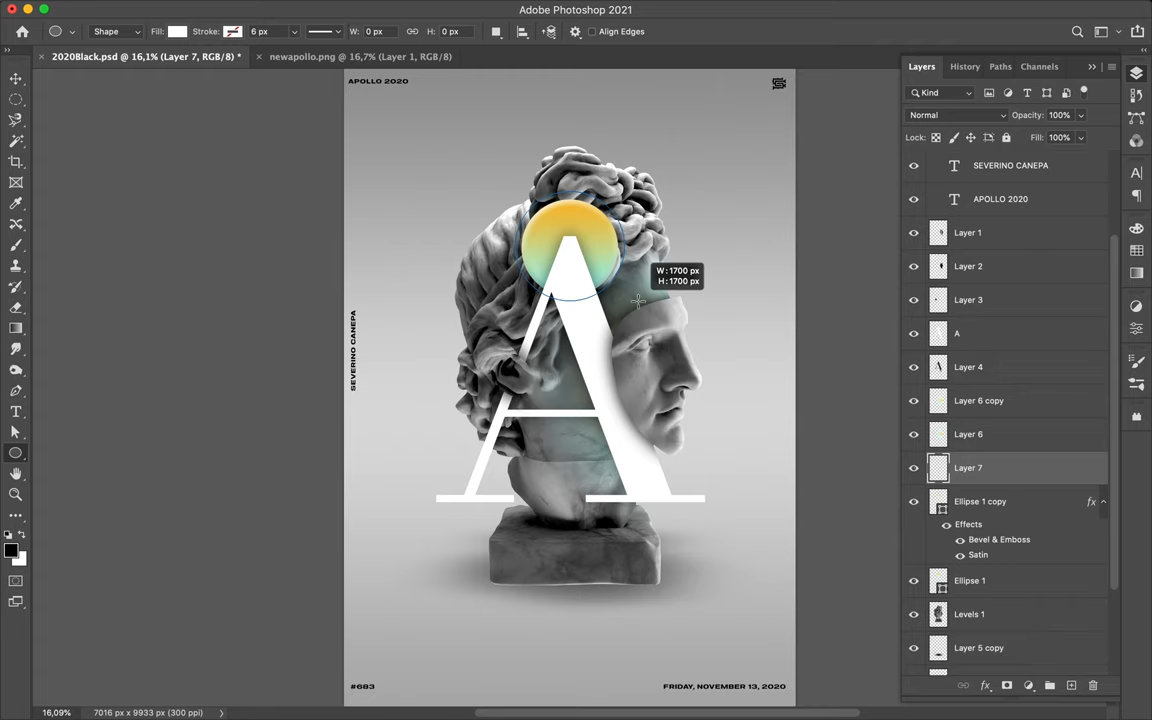 Adobe Photoshop 2021
Shape Fill: Stroke: 6 px W: 0 px H: 0 px Align Edges
2020Black.psd @ 16,1% (Layer 7, RGB/8) * newapollo.png @ 16,7% (Layer 1, RGB/8)
APOLLO 2020
W: 1700 px
H: 1700 px
SEVERINO CANEPA
A
#683
FRIDAY, NOVEMBER 13, 2020
Layers History Paths Channels
Kind
Normal Opacity: 100%
Lock: Fill: 100%
SEVERINO CANEPA
APOLLO 2020
Layer 1
Layer 2
Layer 3
A
Layer 4
Layer 6 copy
Layer 6
Layer 7
Ellipse 1 copy fx
Effects
Bevel & Emboss
Satin
Ellipse 1
Levels 1
Layer 5 copy
16,09% 7016 px x 9933 px (300 ppi)